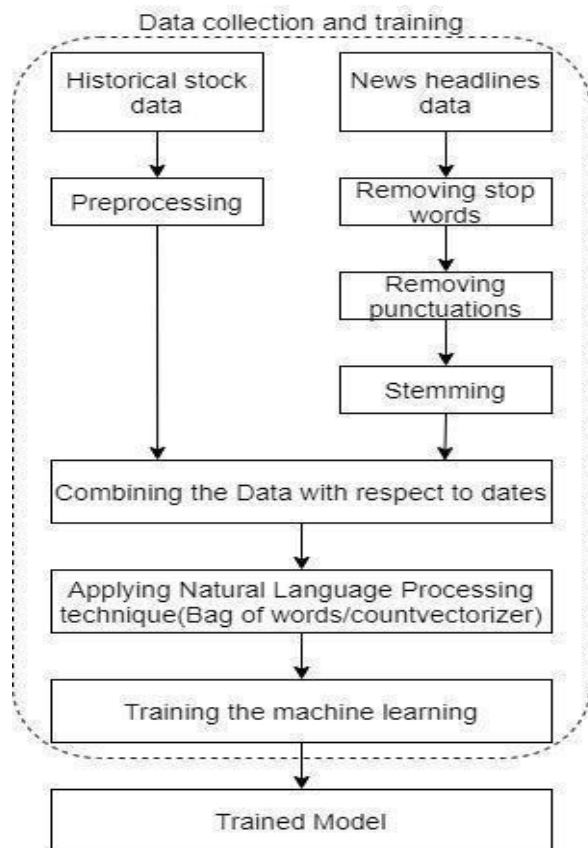 Data collection and training
Historical stock
data
News headlines
data
Preprocessing
Removing stop
words
Removing
punctuations
Stemming
Combining the Data with respect to dates
Applying Natural Language Processing
technique(Bag of words/countvectorizer)
Training the machine learning
Trained Model